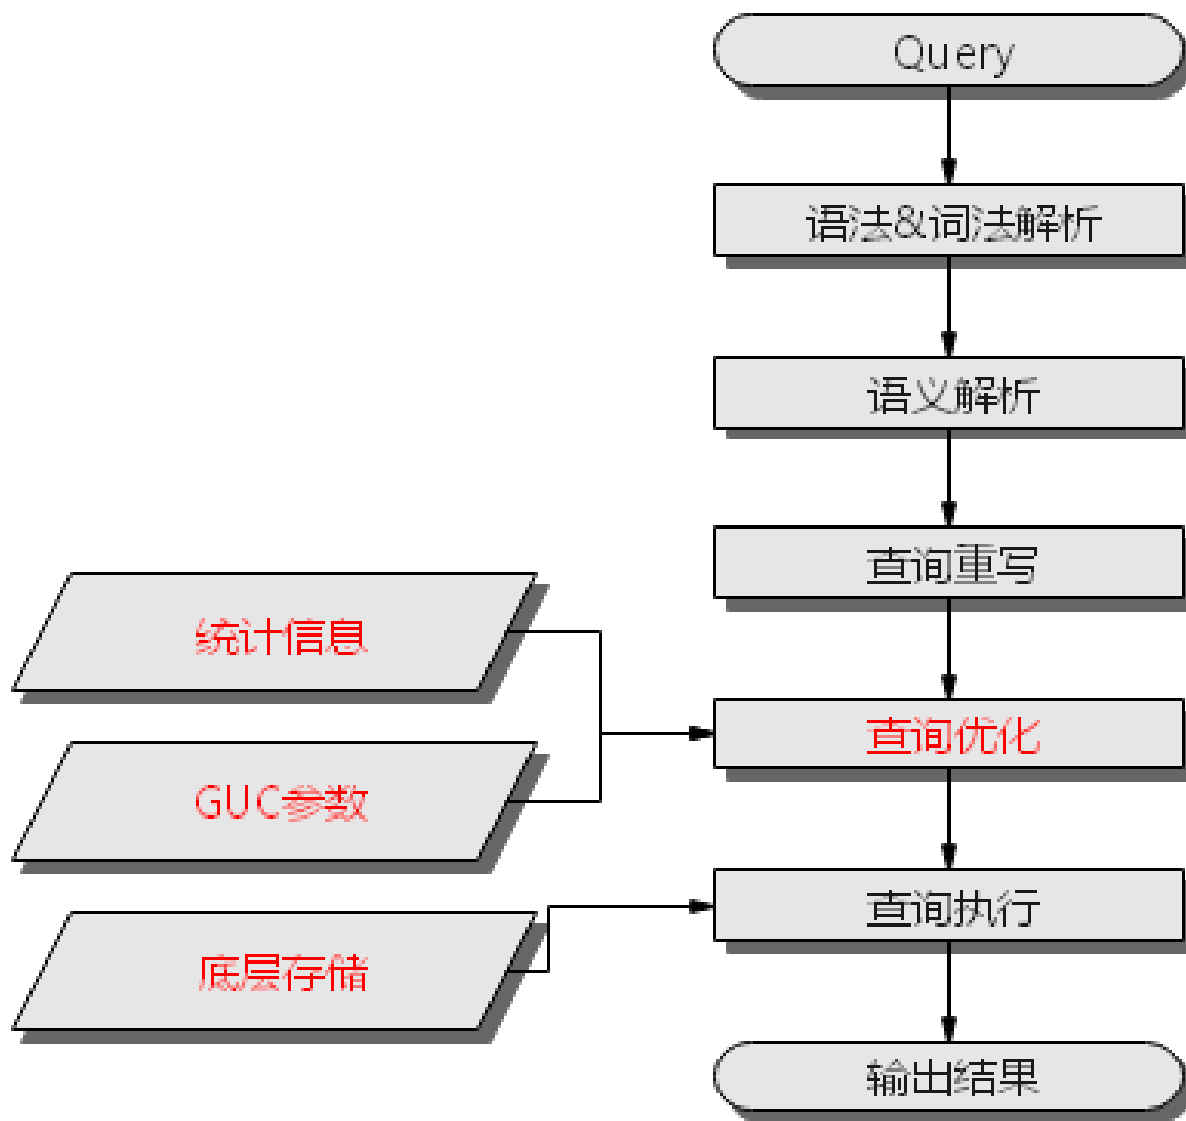 Query
语法&词法解析
语义解析
查询重写
统计信息
查询优化
GUC参数
查询执行
底层存储
输出结果